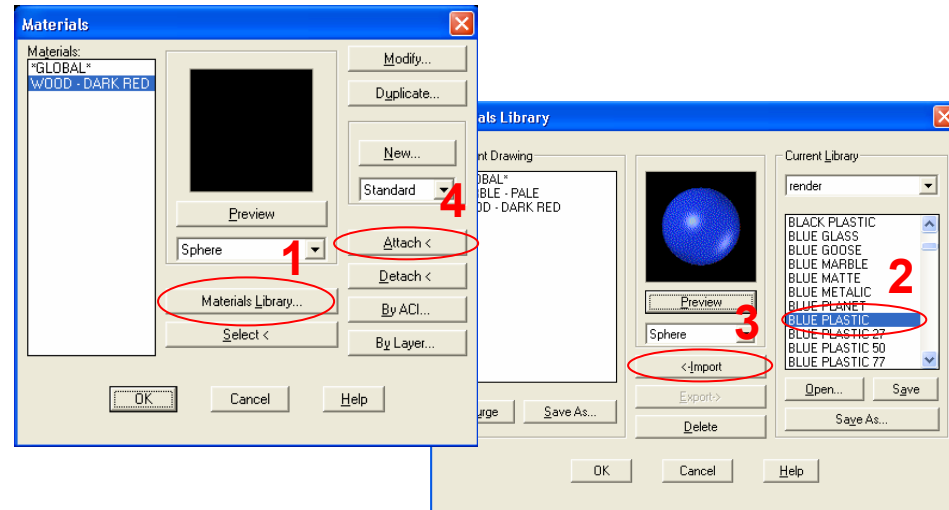 Materials
Materials:
*GLOBAL*
WOOD - DARK RED
Preview
Sphere
1
Materials Library...
Select <
Modify...
Duplicate...
New...
Standard
4
Attach <
Detach <
By ACI...
By Layer...
OK
Cancel
Help
als Library
nt Drawing
OBAL*
BLE - PALE
OD - DARK RED
urge
Save As...
Preview
3
Sphere
<-Import
Export->
Delete
Current Library
render
BLACK PLASTIC
BLUE GLASS
BLUE GOOSE
BLUE MARBLE
BLUE MATTE
BLUE METALIC
BLUE PLANET
BLUE PLASTIC
BLUE PLASTIC 27
BLUE PLASTIC 50
BLUE PLASTIC 77
2
Open...
Save
Save As...
OK
Cancel
Help